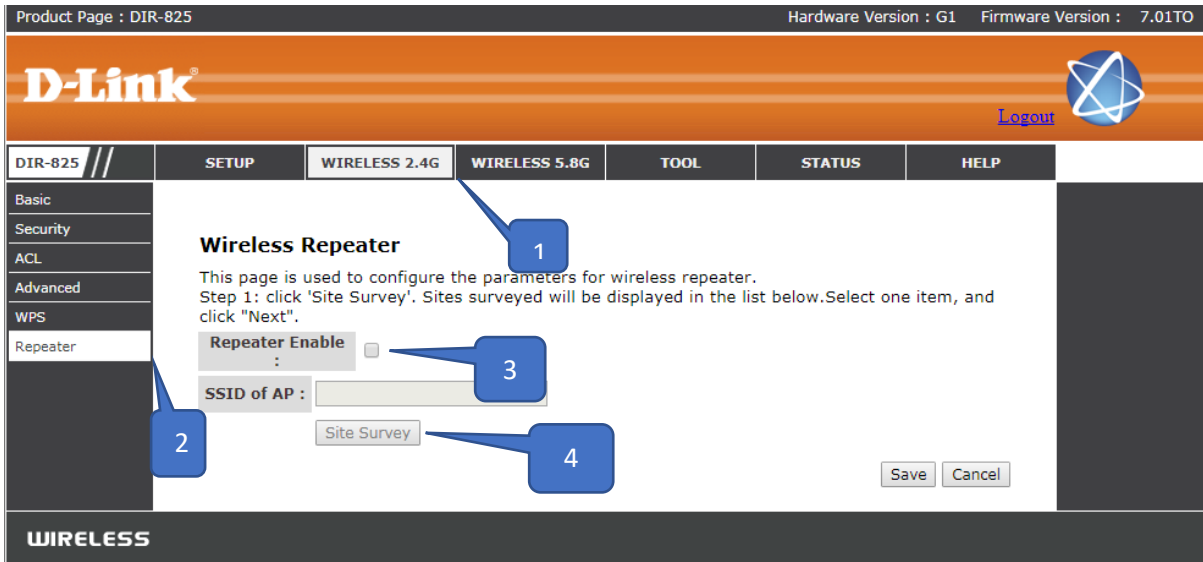 Product Page : DIR-825 Hardware Version : G1 Firmware Version : 7.01TO
D-Link®
Logout
DIR-825 SETUP WIRELESS 2.4G WIRELESS 5.8G TOOL STATUS HELP
Basic
Security
ACL
Advanced
WPS
Repeater
1
Wireless Repeater
This page is used to configure the parameters for wireless repeater.
Step 1: click 'Site Survey'. Sites surveyed will be displayed in the list below.Select one item, and
click "Next".
Repeater Enable
:
3
SSID of AP :
2
Site Survey
4
Save Cancel
WIRELESS